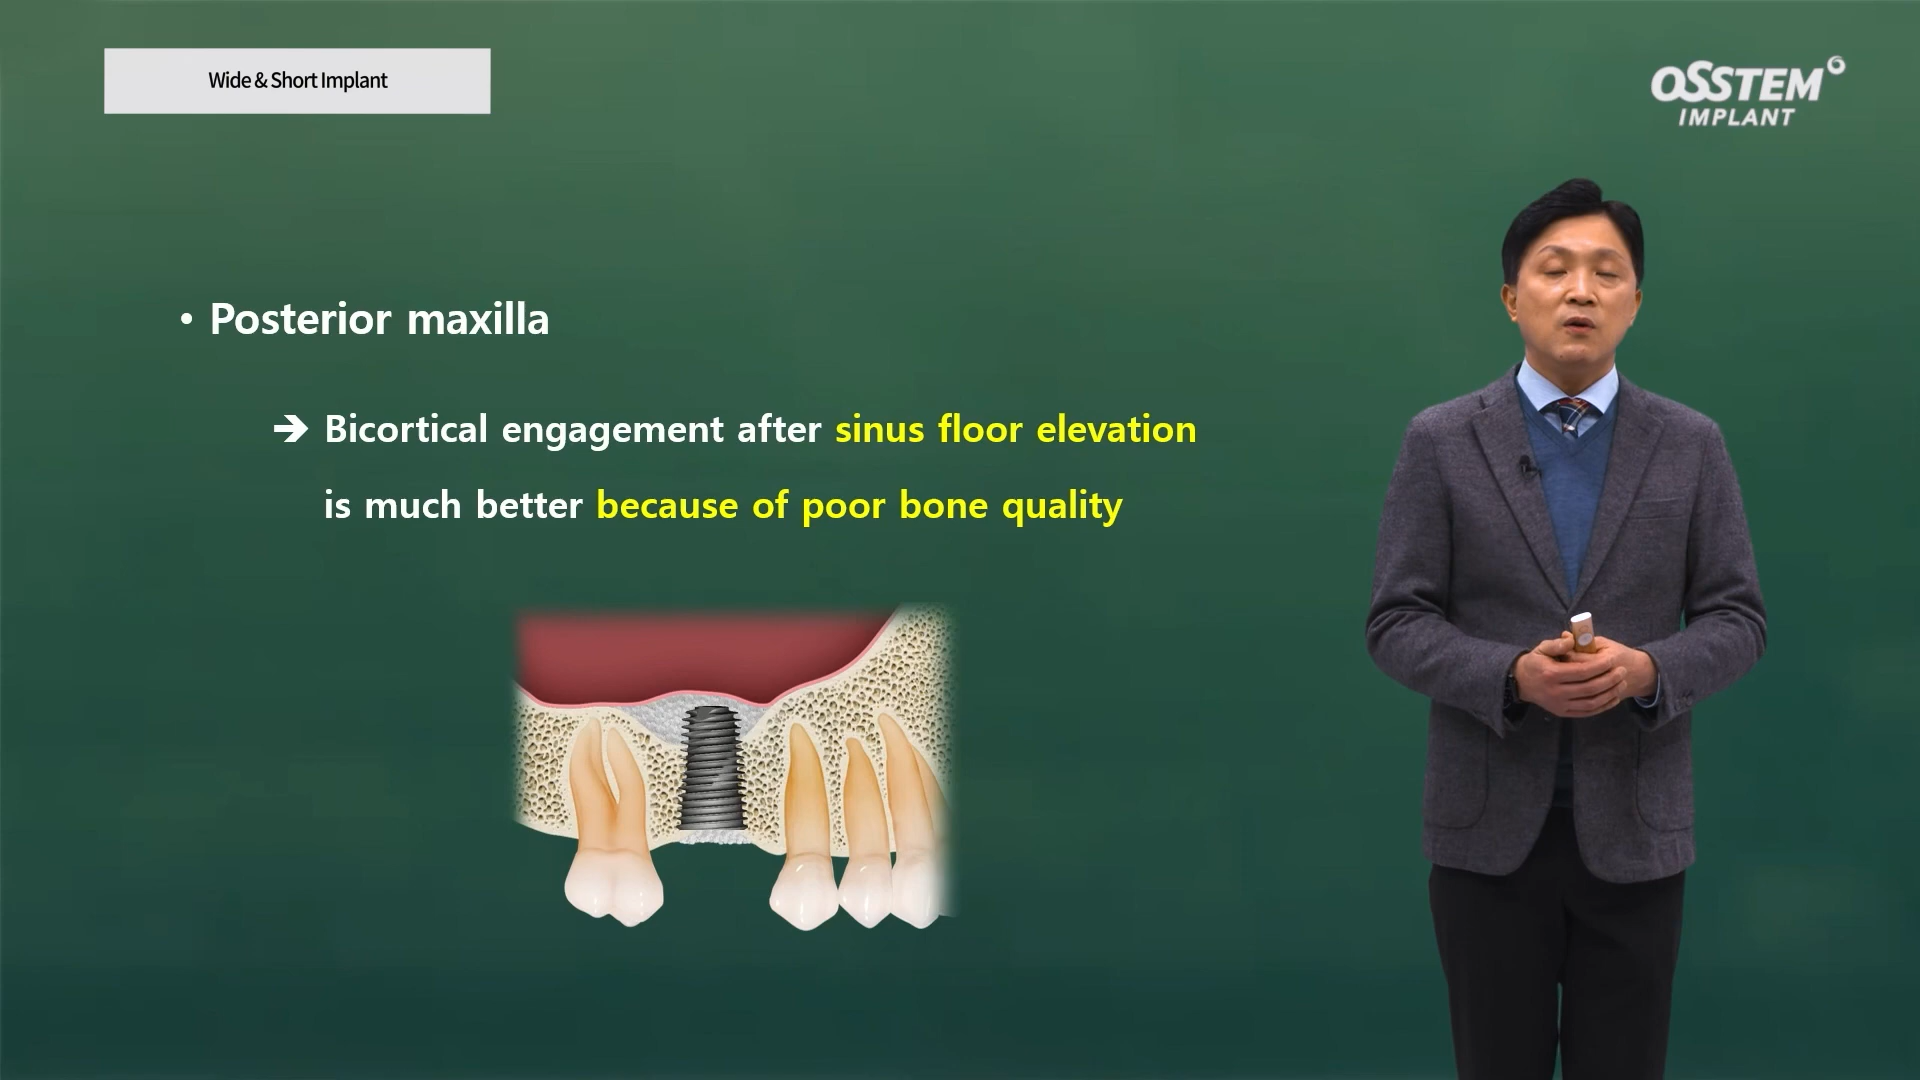 Wide & Short Implant
OSSTEM
IMPLANT
• Posterior maxilla
➔ Bicortical engagement after sinus floor elevation
is much better because of poor bone quality